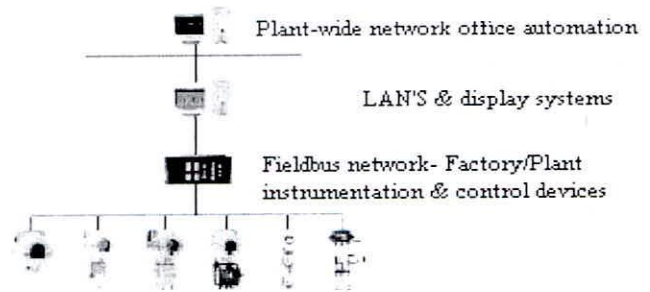 Plant-wide network office automation
LAN'S & display systems
Fieldbus network- Factory/Plant
instrumentation & control devices